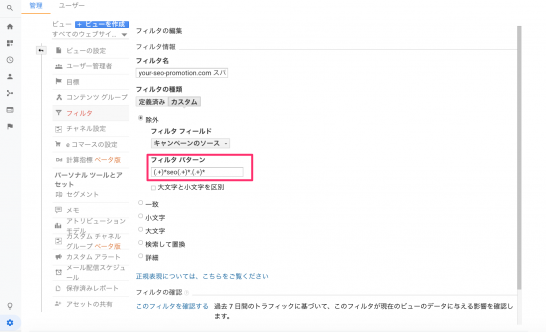 管理 ユーザー
ビュー + ビューを作成
すべてのウェブサイ...
ビューの設定
ユーザー管理者
目標
コンテンツ グループ
フィルタ
チャネル設定
e コマースの設定
Dd 計算指標 ベータ版
パーソナル ツールとア
セット
セグメント
メモ
アトリビューション
モデル
カスタム チャネル
グループ ベータ版
カスタム アラート
メール配信スケジュ
ール
保存済みレポート
アセットの共有
フィルタの編集
フィルタ情報
フィルタ名
your-seo-promotion.com スパ
フィルタの種類
定義済み カスタム
除外
フィルタ フィールド
キャンペーンのソース
フィルタ パターン
(.+)*seo(.+)*.(.+)*
大文字と小文字を区別
一致
小文字
大文字
検索して置換
詳細
正規表現については、こちらをご覧ください
フィルタの確認
このフィルタを確認する 過去 7 日間のトラフィックに基づいて、このフィルタが現在のビューのデータに与える影響を確認し
ます。